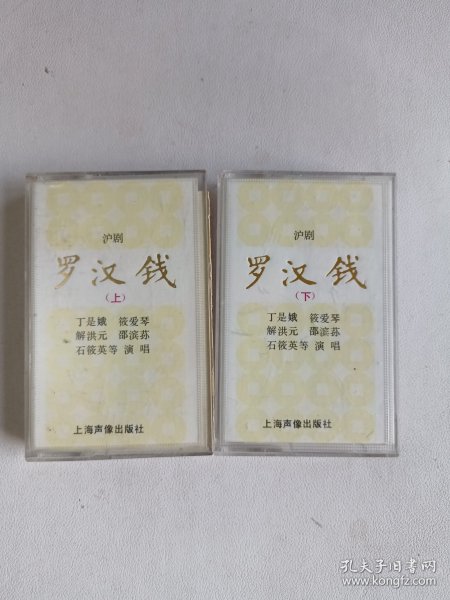 沪剧
罗汉钱
(上)
丁是娥 筱爱琴
解洪元 邵滨荪
石筱英等 演 唱
上海声像出版社
沪剧
罗汉钱
(下)
丁是娥 筱爱琴
解洪元 邵滨荪
石筱英等 演 唱
上海声像出版社
孔夫子旧书网
www.kongfz.com